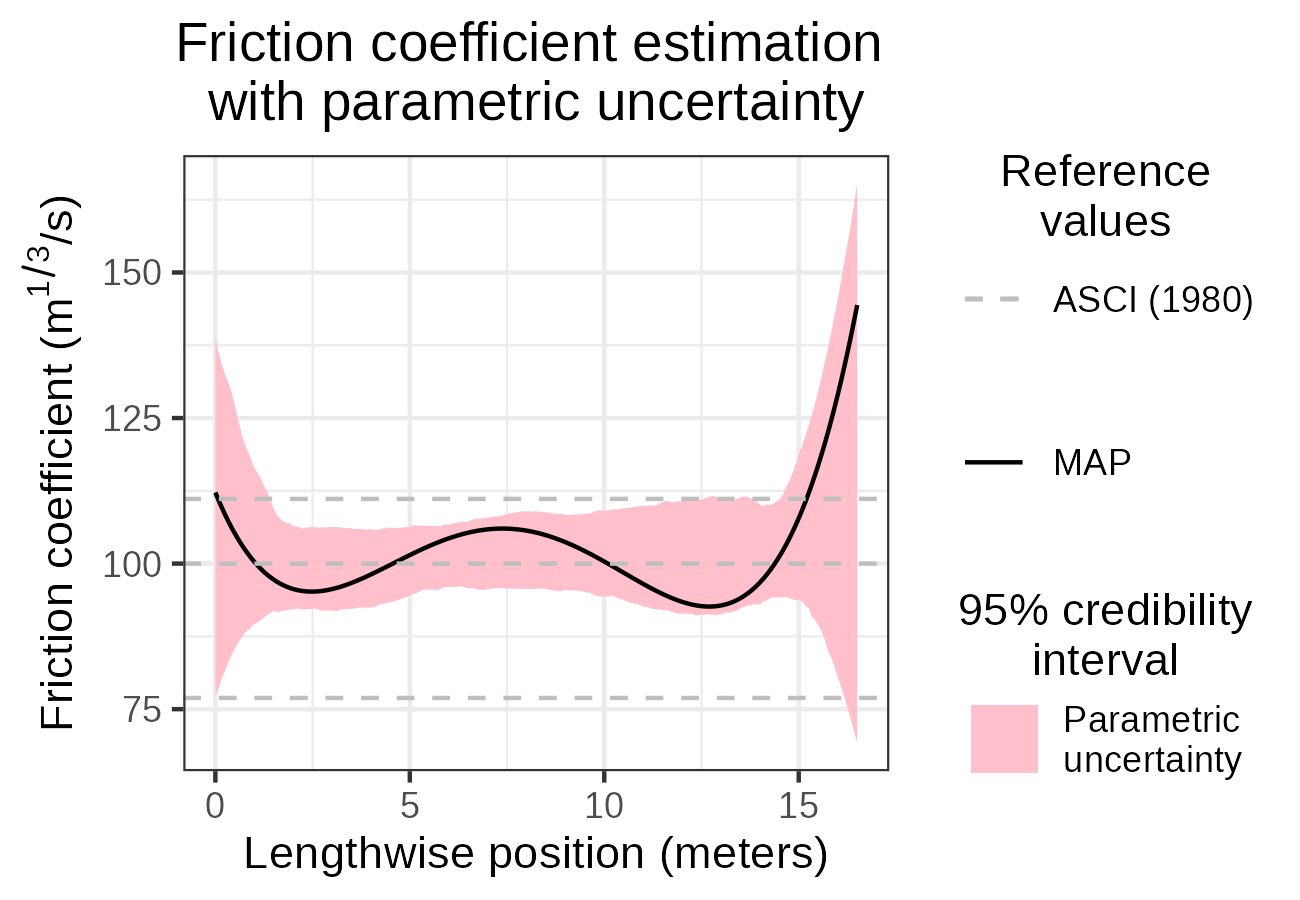 Friction coefficient estimation
with parametric uncertainty
Friction coefficient (m^1/3/s)
150
125
100
75
0 5 10 15
Lengthwise position (meters)
Reference
values
ASCI (1980)
MAP
95% credibility
interval
Parametric
uncertainty